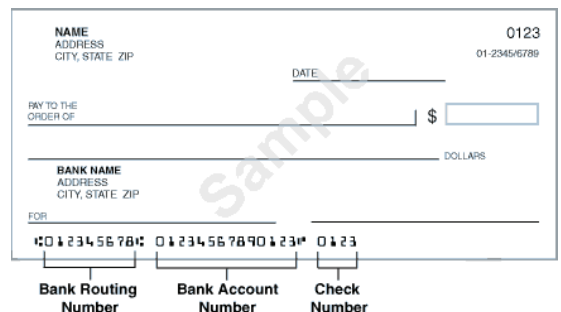 NAME
ADDRESS
CITY, STATE ZIP
0123
01-2345/6789
DATE
PAY TO THE
ORDER OF
$
DOLLARS
Sample
BANK NAME
ADDRESS
CITY, STATE ZIP
FOR
⑆012345678⑆ 01234567890123⑈ 0123
Bank Routing Number
Bank Account Number
Check Number